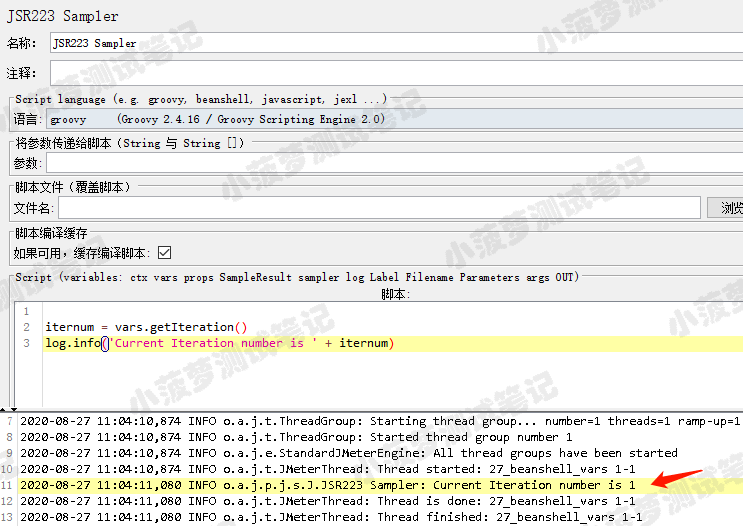 JSR223 Sampler
名称: JSR223 Sampler
注释:
Script language (e.g. groovy, beanshell, javascript, jexl ...)
语言: groovy (Groovy 2.4.16 / Groovy Scripting Engine 2.0)
将参数传递给脚本 (String 与 String [])
参数:
脚本文件 (覆盖脚本)
文件名: 浏览
脚本编译缓存
如果可用, 缓存编译脚本:
Script (variables: ctx vars props SampleResult sampler log Label Filename Parameters args OUT)
脚本:
1
2 iternum = vars.getIteration()
3 log.info('Current Iteration number is ' + iternum)
7 2020-08-27 11:04:10,874 INFO o.a.j.t.ThreadGroup: Starting thread group... number=1 threads=1 ramp-up=1
8 2020-08-27 11:04:10,874 INFO o.a.j.t.ThreadGroup: Started thread group number 1
9 2020-08-27 11:04:10,874 INFO o.a.j.e.StandardJMeterEngine: All thread groups have been started
10 2020-08-27 11:04:10,874 INFO o.a.j.t.JMeterThread: Thread started: 27_beanshell_vars 1-1
11 2020-08-27 11:04:11,080 INFO o.a.j.p.j.s.J.JSR223 Sampler: Current Iteration number is 1
12 2020-08-27 11:04:11,080 INFO o.a.j.t.JMeterThread: Thread is done: 27_beanshell_vars 1-1
13 2020-08-27 11:04:11,080 INFO o.a.j.t.JMeterThread: Thread finished: 27_beanshell_vars 1-1
小菠萝测试笔记